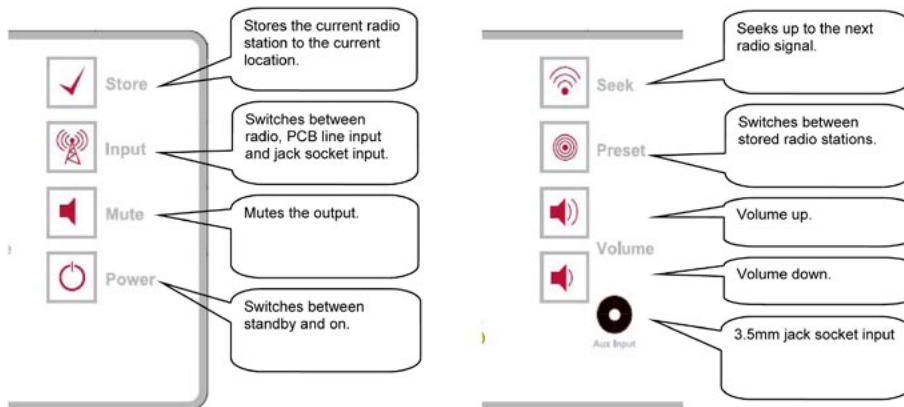 Stores the current radio
station to the current
location.
Store
Switches between
radio, PCB line input
and jack socket input.
Input
Mutes the output.
Mute
Power
Switches between
standby and on.
Seeks up to the next
radio signal.
Seek
Switches between
stored radio stations.
Preset
Volume up.
Volume
Volume down.
3.5mm jack socket input
Aux Input